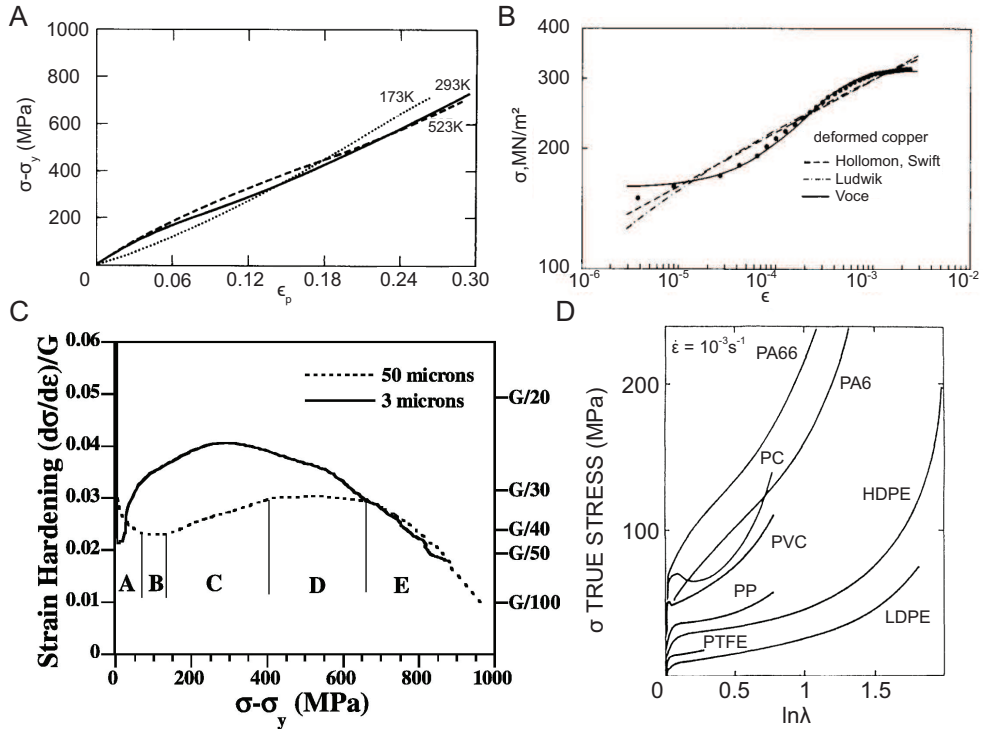 A
1000
800
600
400
200
0
σ-σy (MPa)
0
0.06
0.12
0.18
0.24
0.30
ϵp
173K
293K
523K
B
400
300
200
100
σ,MN/m²
10⁻⁶
10⁻⁵
10⁻⁴
10⁻³
10⁻²
ϵ
deformed copper
Hollomon, Swift
Ludwik
Voce
C
0.06
0.05
0.04
0.03
0.02
0.01
0
Strain Hardening (dσ/dε)/G
50 microns
3 microns
G/20
G/30
G/40
G/50
G/100
A B C D E
0 200 400 600 800 1000
σ-σy (MPa)
D
ε̇ = 10⁻³s⁻¹
200
100
σ TRUE STRESS (MPa)
PA66
PA6
PC
HDPE
PVC
PP
LDPE
PTFE
0 0.5 1 1.5
lnλ